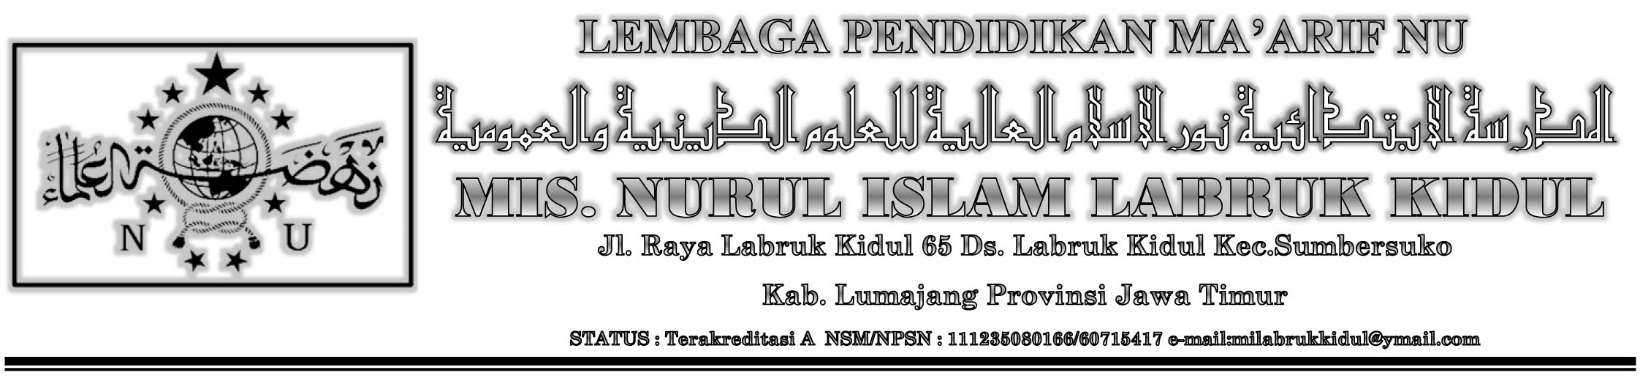 نهضة العلماء
N U
LEMBAGA PENDIDIKAN MA’ARIF NU
المدرسة الابتدائية نور الاسلام العالية للعلوم الدينية والعمومية
MIS. NURUL ISLAM LABRUK KIDUL
Jl. Raya Labruk Kidul 65 Ds. Labruk Kidul Kec.Sumbersuko
Kab. Lumajang Provinsi Jawa Timur
STATUS : Terakreditasi A NSM/NPSN : 111235080166/60715417 e-mail:milabrukkidul@ymail.com